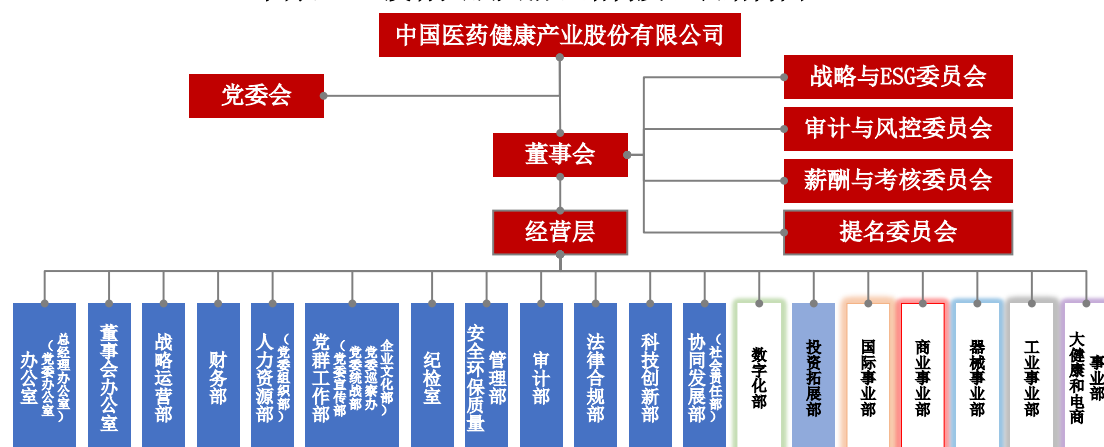 中国医药健康产业股份有限公司
党委会
战略与ESG委员会
审计与风控委员会
董事会
薪酬与考核委员会
经营层
提名委员会
办公室
（党委办公室
总经理办公室）
董事会办公室
战略运营部
财务部
人力资源部
（党委组织部）
党群工作部
（党委宣传部
党委统战部
党委巡察办
企业文化部）
纪检室
安全环保质量
管理部
审计部
法律合规部
科技创新部
协同发展部
（社会责任部）
数字化部
投资拓展部
国际事业部
商业事业部
器械事业部
工业事业部
大健康和电商
事业部